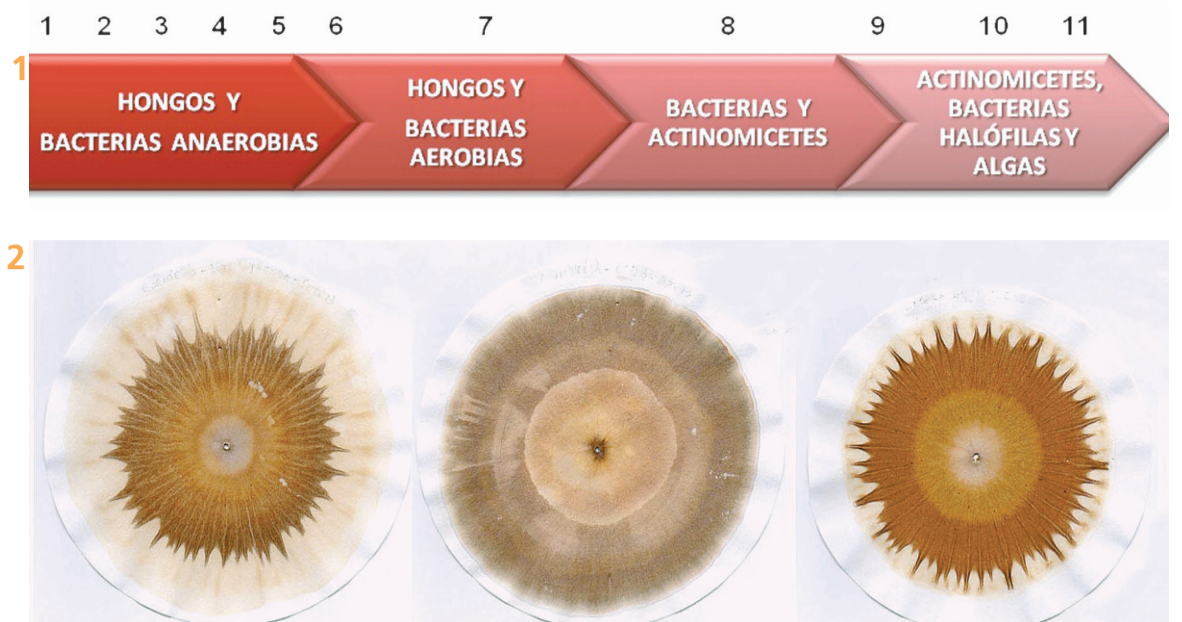 1 2 3 4 5 6 7 8 9 10 11
1
HONGOS Y
BACTERIAS ANAEROBIAS
HONGOS Y
BACTERIAS
AEROBIAS
BACTERIAS Y
ACTINOMICETES
ACTINOMICETES,
BACTERIAS
HALÓFILAS Y
ALGAS
2